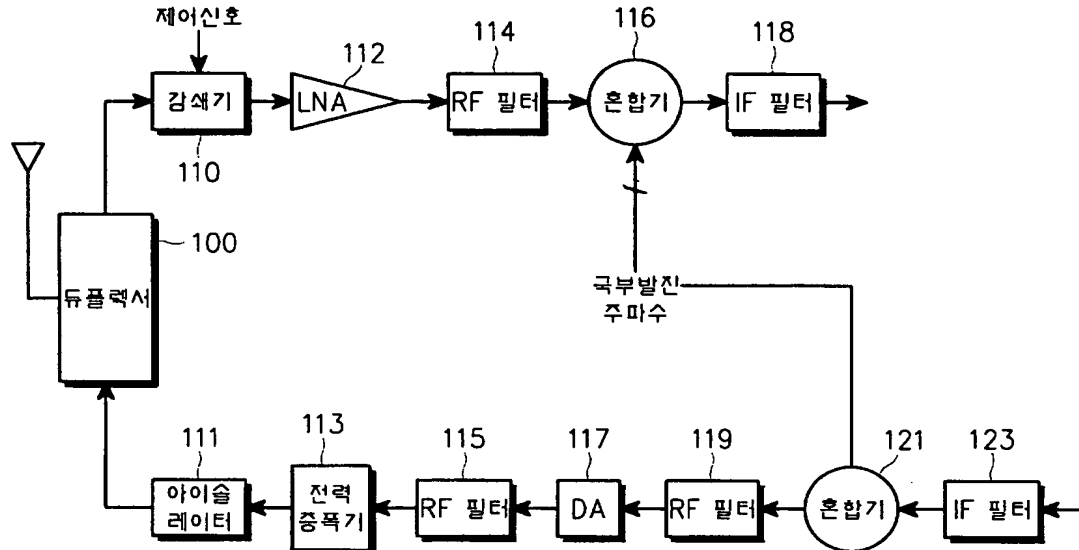 제어신호
112
114
116
118
감쇄기
LNA
RF 필터
혼합기
IF 필터
110
100
듀플렉서
국부발진
주파수
111
113
115
117
119
121
123
아이솔
레이터
전력
증폭기
RF 필터
DA
RF 필터
혼합기
IF 필터